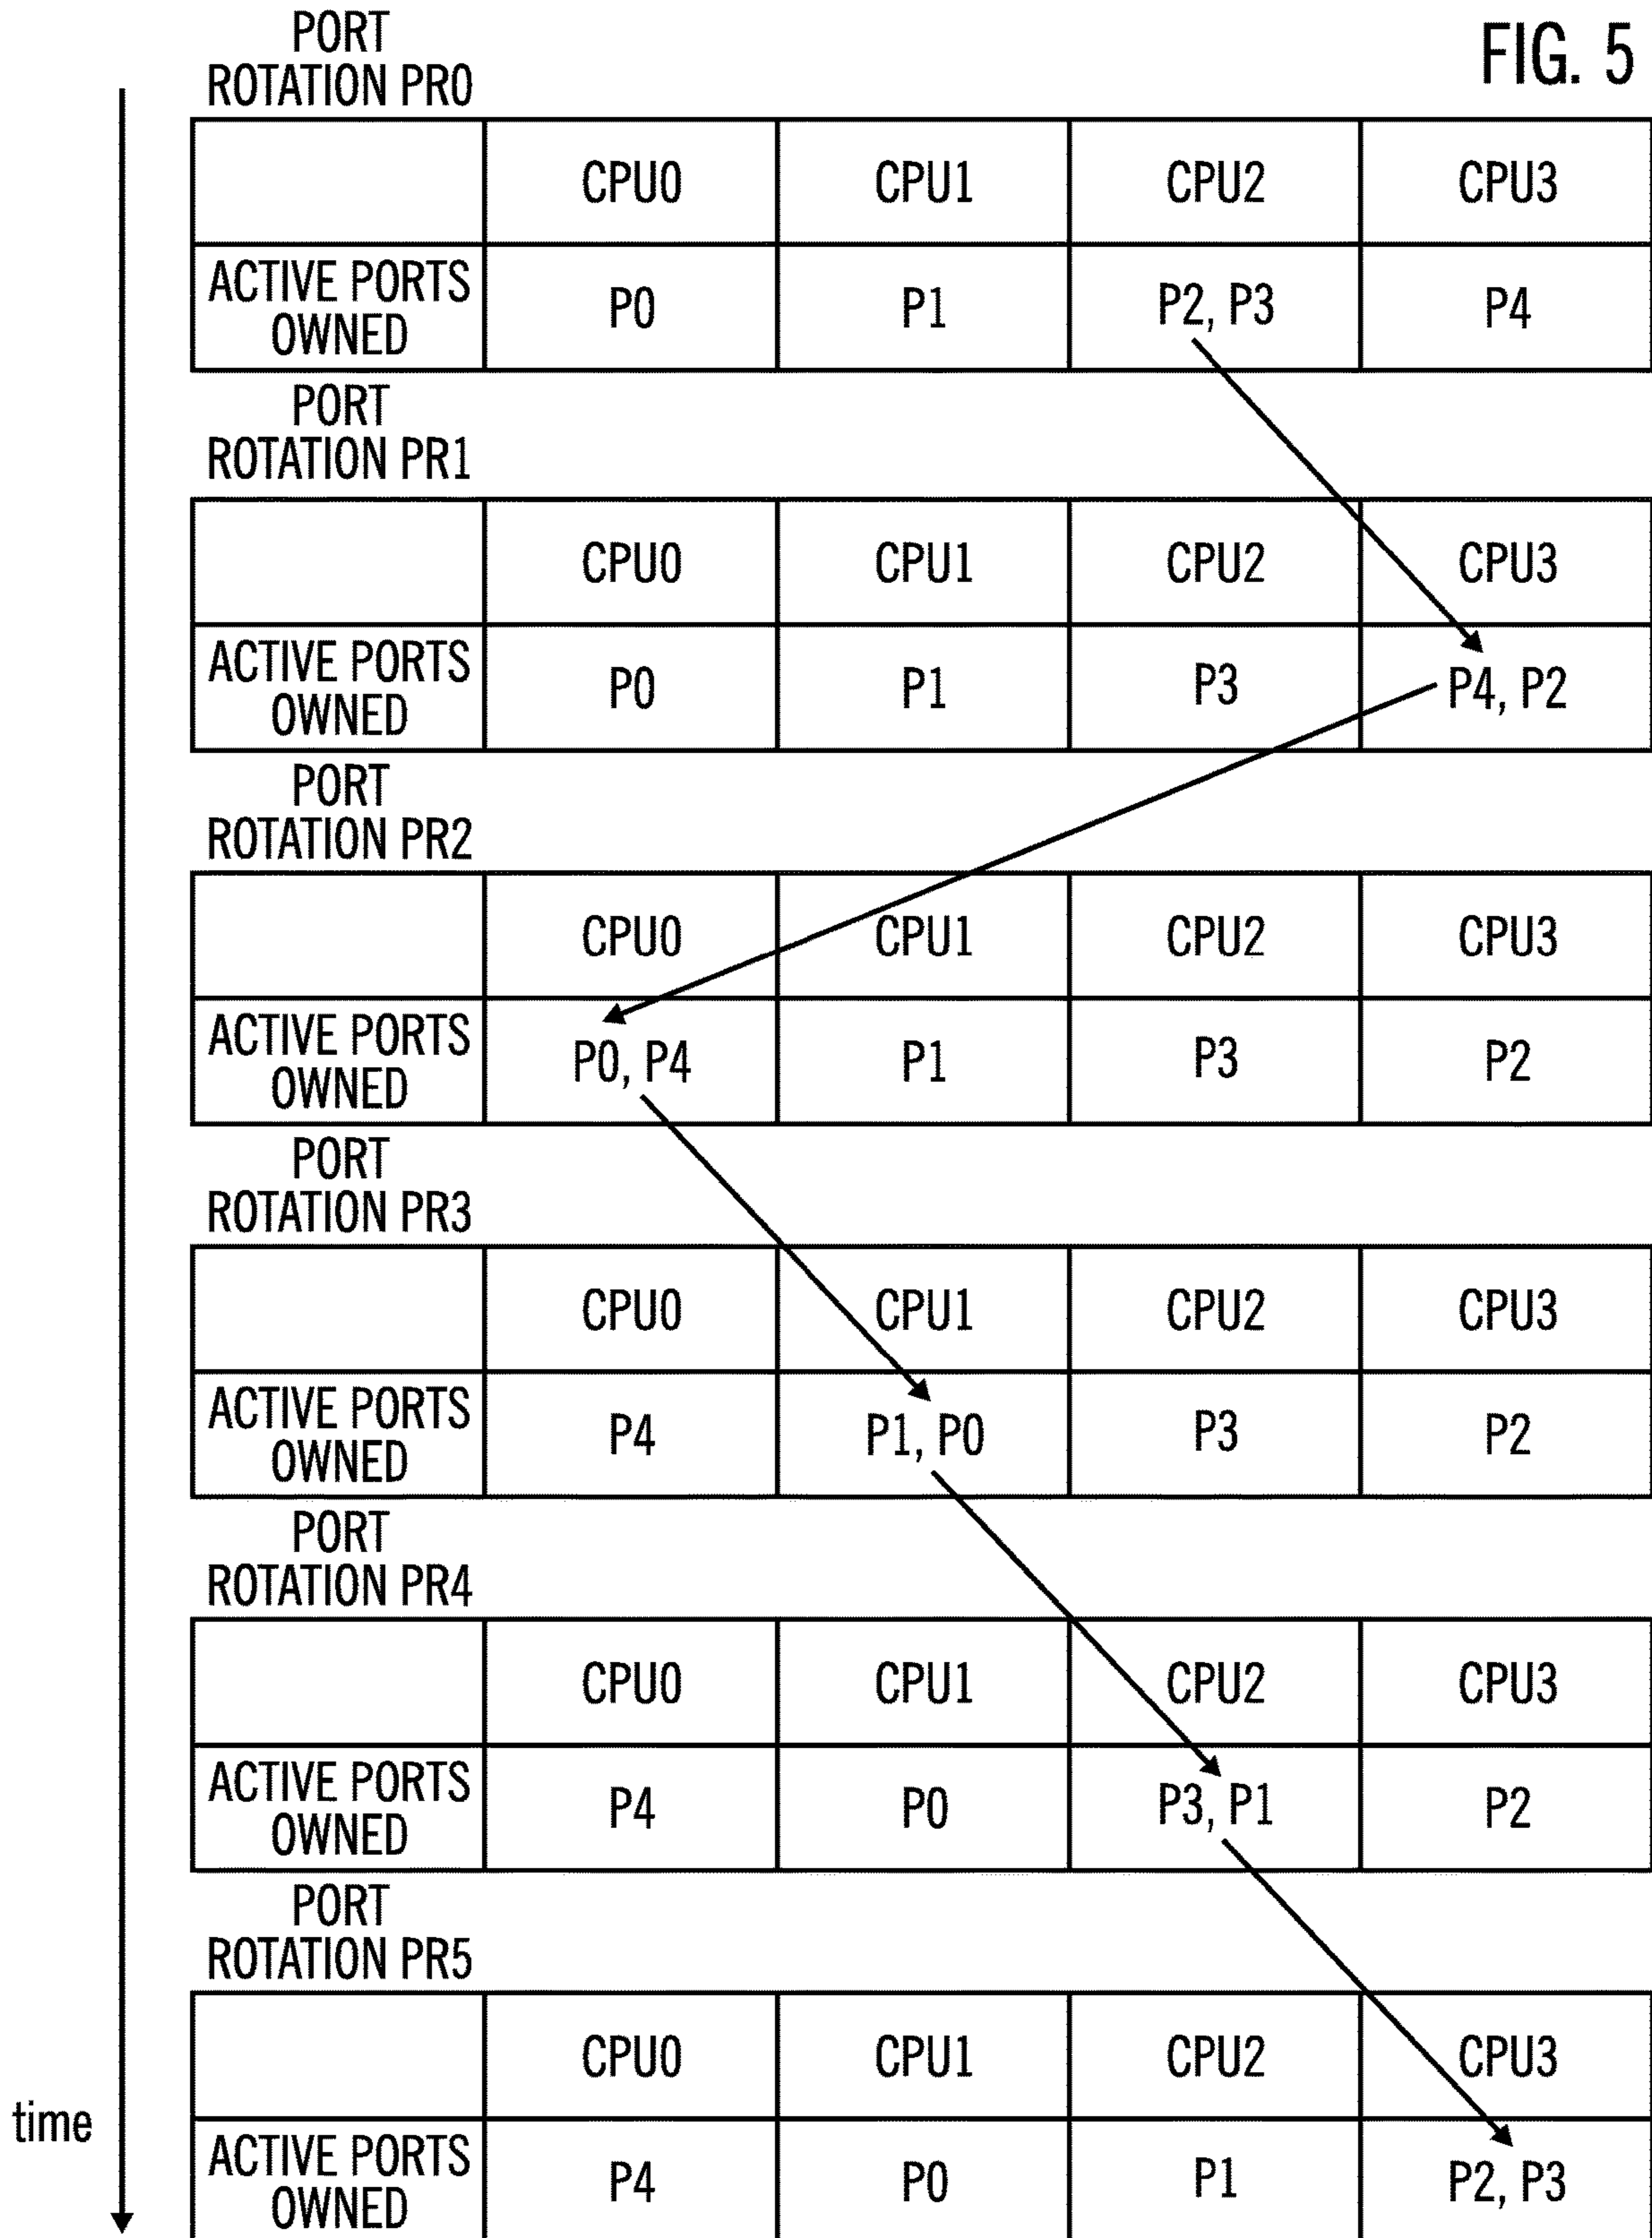 FIG. 5
PORT
ROTATION PR0
CPU0 CPU1 CPU2 CPU3
ACTIVE PORTS
OWNED
P0 P1 P2, P3 P4
PORT
ROTATION PR1
CPU0 CPU1 CPU2 CPU3
ACTIVE PORTS
OWNED
P0 P1 P3 P4, P2
PORT
ROTATION PR2
CPU0 CPU1 CPU2 CPU3
ACTIVE PORTS
OWNED
P0, P4 P1 P3 P2
PORT
ROTATION PR3
CPU0 CPU1 CPU2 CPU3
ACTIVE PORTS
OWNED
P4 P1, P0 P3 P2
PORT
ROTATION PR4
CPU0 CPU1 CPU2 CPU3
ACTIVE PORTS
OWNED
P4 P0 P3, P1 P2
PORT
ROTATION PR5
CPU0 CPU1 CPU2 CPU3
time
ACTIVE PORTS
OWNED
P4 P0 P1 P2, P3